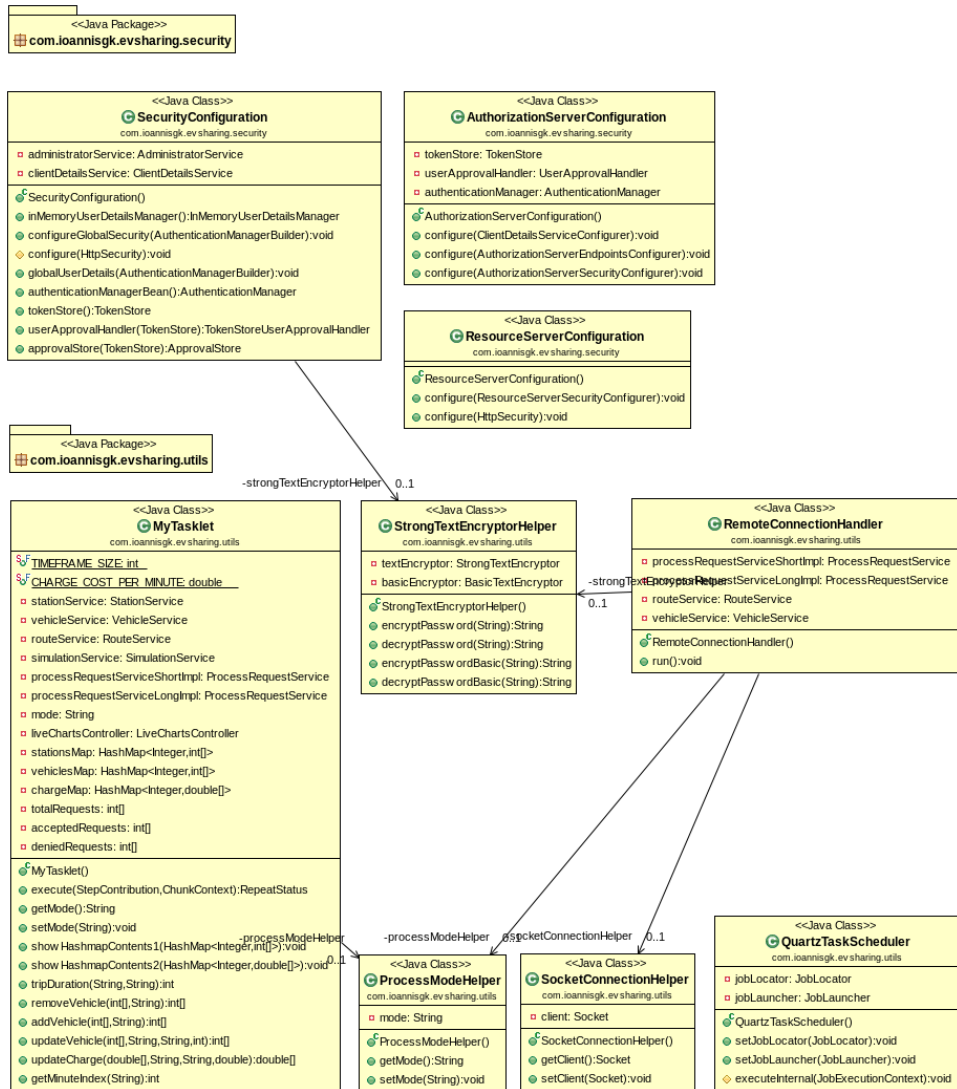 <<Java Package>>
com.ioannisgk.evsharing.security
<<Java Class>>
SecurityConfiguration
com.ioannisgk.evsharing.security
administratorService: AdministratorService
clientDetailsService: ClientDetailsService
SecurityConfiguration()
inMemoryUserDetailsManager():InMemoryUserDetailsManager
configureGlobalSecurity(AuthenticationManagerBuilder):void
configure(HttpSecurity):void
globalUserDetails(AuthenticationManagerBuilder):void
authenticationManagerBean():AuthenticationManager
tokenStore():TokenStore
userApprovalHandler(TokenStore):TokenStoreUserApprovalHandler
approvalStore(TokenStore):ApprovalStore
<<Java Class>>
AuthorizationServerConfiguration
com.ioannisgk.evsharing.security
tokenStore: TokenStore
userApprovalHandler: UserApprovalHandler
authenticationManager: AuthenticationManager
AuthorizationServerConfiguration()
configure(ClientDetailsServiceConfigurer):void
configure(AuthorizationServerEndpointsConfigurer):void
configure(AuthorizationServerSecurityConfigurer):void
<<Java Class>>
ResourceServerConfiguration
com.ioannisgk.evsharing.security
ResourceServerConfiguration()
configure(ResourceServerSecurityConfigurer):void
configure(HttpSecurity):void
<<Java Package>>
com.ioannisgk.evsharing.utils
-strongTextEncryptorHelper 0..1
<<Java Class>>
MyTasklet
com.ioannisgk.evsharing.utils
TIMEFRAME_SIZE: int
CHARGE_COST_PER_MINUTE: double
stationService: StationService
vehicleService: VehicleService
routeService: RouteService
simulationService: SimulationService
processRequestServiceShortImpl: ProcessRequestService
processRequestServiceLongImpl: ProcessRequestService
mode: String
liveChartsController: LiveChartsController
stationsMap: HashMap<Integer,int[]>
vehiclesMap: HashMap<Integer,int[]>
chargeMap: HashMap<Integer,double[]>
totalRequests: int[]
acceptedRequests: int[]
deniedRequests: int[]
MyTasklet()
execute(StepContribution,ChunkContext):RepeatStatus
getMode():String
setMode(String):void
showHashmapContents1(HashMap<Integer,int[]>):void
showHashmapContents2(HashMap<Integer,double[]>):void
tripDuration(String,String):int
removeVehicle(int[],String):int[]
addVehicle(int[],String):int[]
updateVehicle(int[],String,String,int):int[]
updateCharge(double[],String,String,double):double[]
getMinuteIndex(String):int
<<Java Class>>
StrongTextEncryptorHelper
com.ioannisgk.evsharing.utils
textEncryptor: StrongTextEncryptor
basicEncryptor: BasicTextEncryptor
StrongTextEncryptorHelper()
encryptPassword(String):String
decryptPassword(String):String
encryptPasswordBasic(String):String
decryptPasswordBasic(String):String
<<Java Class>>
RemoteConnectionHandler
com.ioannisgk.evsharing.utils
processRequestServiceShortImpl: ProcessRequestService
processRequestServiceLongImpl: ProcessRequestService
routeService: RouteService
vehicleService: VehicleService
RemoteConnectionHandler()
run():void
-strongTextEncryptorHelper
0..1
-processModeHelper
0..1
-processModeHelper
0..1
-socketConnectionHelper
0..1
<<Java Class>>
ProcessModeHelper
com.ioannisgk.evsharing.utils
mode: String
ProcessModeHelper()
getMode():String
setMode(String):void
<<Java Class>>
SocketConnectionHelper
com.ioannisgk.evsharing.utils
client: Socket
SocketConnectionHelper()
getClient():Socket
setClient(Socket):void
<<Java Class>>
QuartzTaskScheduler
com.ioannisgk.evsharing.utils
jobLocator: JobLocator
jobLauncher: JobLauncher
QuartzTaskScheduler()
setJobLocator(JobLocator):void
setJobLauncher(JobLauncher):void
executeInternal(JobExecutionContext):void